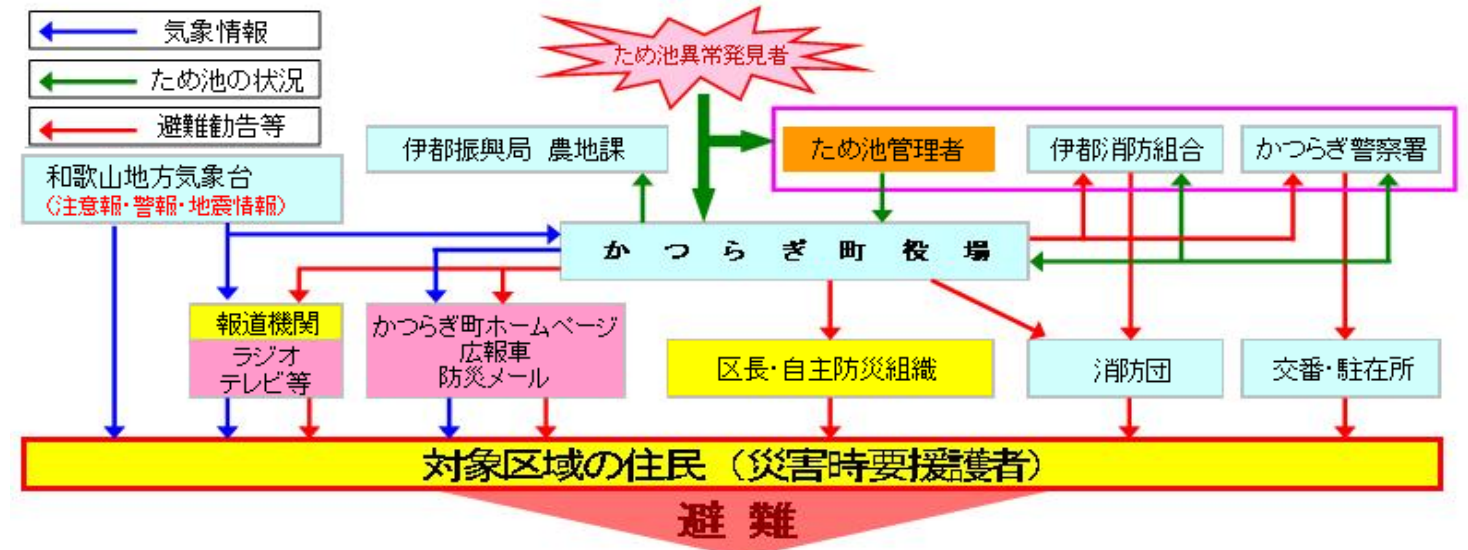 気象情報
ため池の状況
避難勧告等
ため池異常発見者
伊都振興局 農地課
ため池管理者
伊都消防組合
かつらぎ警察署
和歌山地方気象台
(注意報・警報・地震情報)
かつらぎ町役場
報道機関
ラジオ
テレビ等
かつらぎ町ホームページ
広報車
防災メール
区長・自主防災組織
消防団
交番・駐在所
対象区域の住民(災害時要援護者)
避難